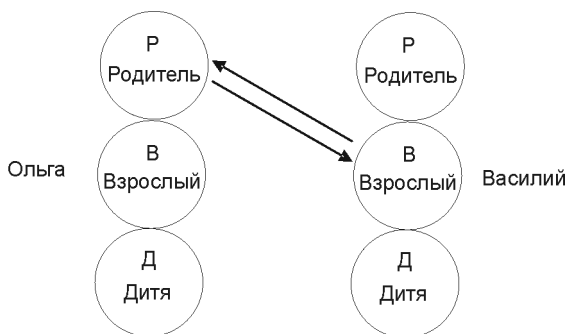 Р
Родитель
Р
Родитель
Ольга
В
Взрослый
В
Взрослый
Василий
Д
Дитя
Д
Дитя